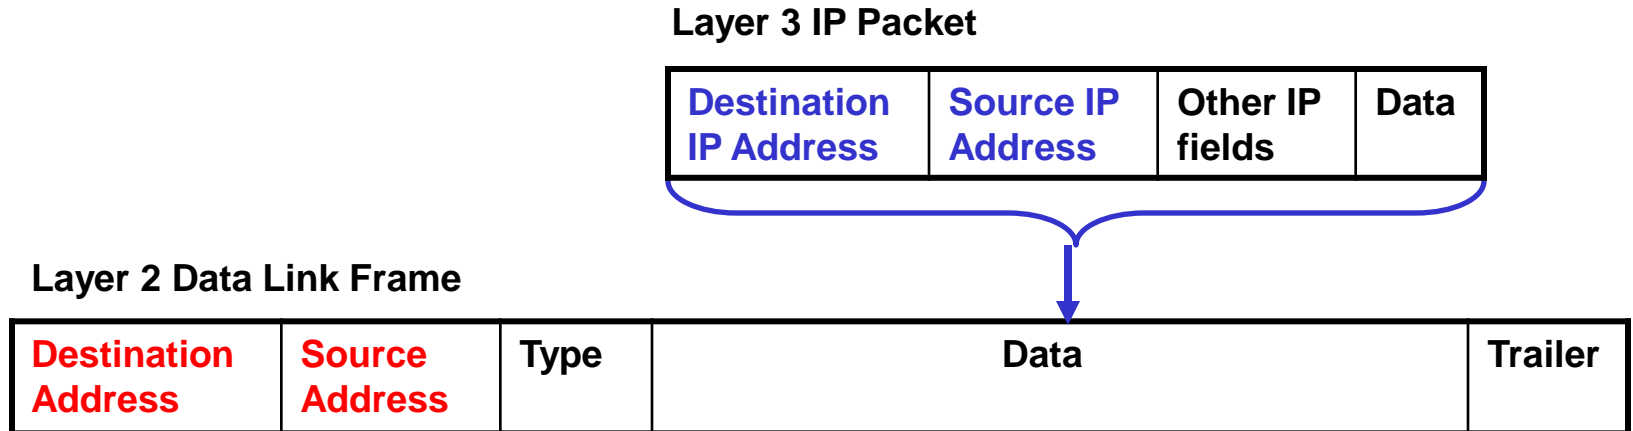 Layer 3 IP Packet
Destination IP Address
Source IP Address
Other IP fields
Data
Layer 2 Data Link Frame
Destination Address
Source Address
Type
Data
Trailer